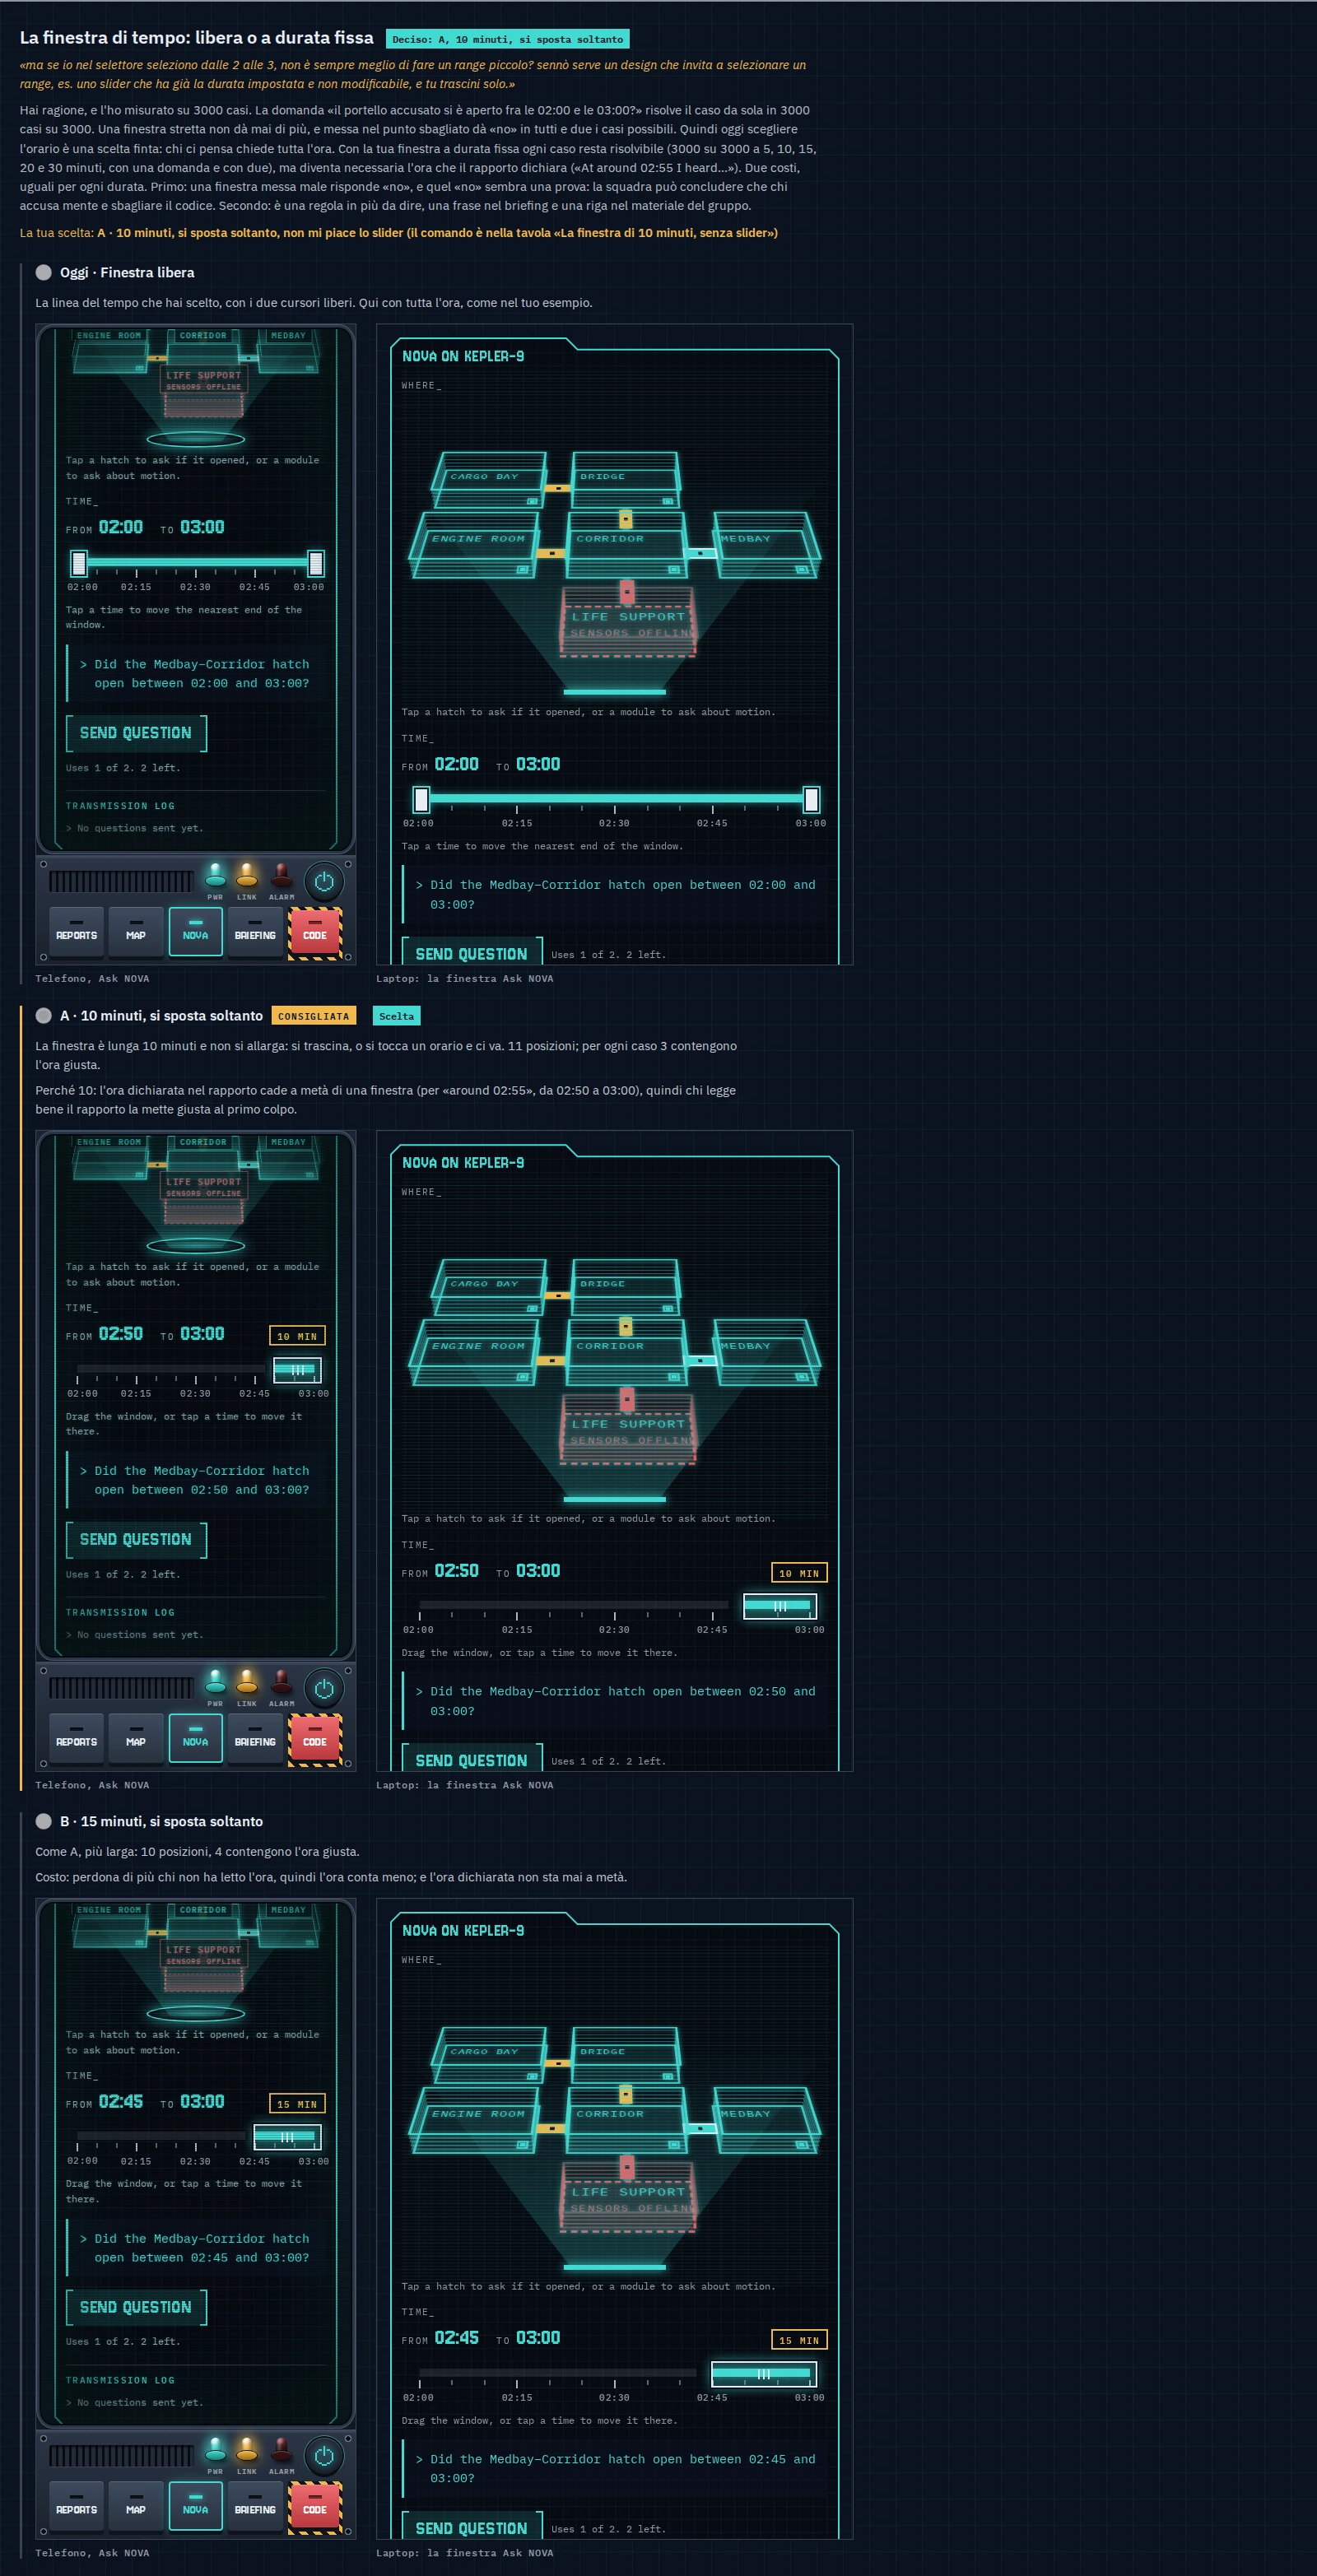 La finestra di tempo: libera o a durata fissa
Deciso: A, 10 minuti, si sposta soltanto
«ma se io nel selettore seleziono dalle 2 alle 3, non è sempre meglio di fare un range piccolo? sennò serve un design che invita a selezionare un
range, es. uno slider che ha già la durata impostata e non modificabile, e tu trascini solo.»
Hai ragione, e l'ho misurato su 3000 casi. La domanda «il portello accusato si è aperto fra le 02:00 e le 03:00?» risolve il caso da sola in 3000
casi su 3000. Una finestra stretta non dà mai di più, e messa nel punto sbagliato dà «no» in tutti e due i casi possibili. Quindi oggi scegliere
l'orario è una scelta finta: chi ci pensa chiede tutta l'ora. Con la tua finestra a durata fissa ogni caso resta risolvibile (3000 su 3000 a 5, 10, 15,
20 e 30 minuti, con una domanda e con due), ma diventa necessaria l'ora che il rapporto dichiara («At around 02:55 I heard…»). Due costi,
uguali per ogni durata. Primo: una finestra messa male risponde «no», e quel «no» sembra una prova: la squadra può concludere che chi
accusa mente e sbagliare il codice. Secondo: è una regola in più da dire, una frase nel briefing e una riga nel materiale del gruppo.
La tua scelta: A · 10 minuti, si sposta soltanto, non mi piace lo slider (il comando è nella tavola «La finestra di 10 minuti, senza slider»)
Oggi · Finestra libera
La linea del tempo che hai scelto, con i due cursori liberi. Qui con tutta l'ora, come nel tuo esempio.
ENGINE ROOM
CORRIDOR
MEDBAY
LIFE SUPPORT
SENSORS OFFLINE
Tap a hatch to ask if it opened, or a module
to ask about motion.
TIME_
FROM 02:00 TO 03:00
02:00 02:15 02:30 02:45 03:00
Tap a time to move the nearest end of the
window.
> Did the Medbay-Corridor hatch
open between 02:00 and 03:00?
SEND QUESTION
Uses 1 of 2. 2 left.
TRANSMISSION LOG
> No questions sent yet.
PWR LINK ALARM
REPORTS MAP NOVA BRIEFING CODE
Telefono, Ask NOVA
NOVA ON KEPLER-9
WHERE_
CARGO BAY
BRIDGE
ENGINE ROOM
CORRIDOR
MEDBAY
LIFE SUPPORT
SENSORS OFFLIN
Tap a hatch to ask if it opened, or a module to ask about motion.
TIME_
FROM 02:00 TO 03:00
02:00 02:15 02:30 02:45 03:00
Tap a time to move the nearest end of the window.
> Did the Medbay-Corridor hatch open between 02:00 and
03:00?
SEND QUESTION
Uses 1 of 2. 2 left.
Laptop: la finestra Ask NOVA
A · 10 minuti, si sposta soltanto
CONSIGLIATA
Scelta
La finestra è lunga 10 minuti e non si allarga: si trascina, o si tocca un orario e ci va. 11 posizioni; per ogni caso 3 contengono
l'ora giusta.
Perché 10: l'ora dichiarata nel rapporto cade a metà di una finestra (per «around 02:55», da 02:50 a 03:00), quindi chi legge
bene il rapporto la mette giusta al primo colpo.
ENGINE ROOM
CORRIDOR
MEDBAY
LIFE SUPPORT
SENSORS OFFLINE
Tap a hatch to ask if it opened, or a module
to ask about motion.
TIME_
FROM 02:50 TO 03:00
10 MIN
02:00 02:15 02:30 02:45 03:00
Drag the window, or tap a time to move it
there.
> Did the Medbay-Corridor hatch
open between 02:50 and 03:00?
SEND QUESTION
Uses 1 of 2. 2 left.
TRANSMISSION LOG
> No questions sent yet.
PWR LINK ALARM
REPORTS MAP NOVA BRIEFING CODE
Telefono, Ask NOVA
NOVA ON KEPLER-9
WHERE_
CARGO BAY
BRIDGE
ENGINE ROOM
CORRIDOR
MEDBAY
LIFE SUPPORT
SENSORS OFFLIN
Tap a hatch to ask if it opened, or a module to ask about motion.
TIME_
FROM 02:50 TO 03:00
10 MIN
02:00 02:15 02:30 02:45 03:00
Drag the window, or tap a time to move it there.
> Did the Medbay-Corridor hatch open between 02:50 and
03:00?
SEND QUESTION
Uses 1 of 2. 2 left.
Laptop: la finestra Ask NOVA
B · 15 minuti, si sposta soltanto
Come A, più larga: 10 posizioni, 4 contengono l'ora giusta.
Costo: perdona di più chi non ha letto l'ora, quindi l'ora conta meno; e l'ora dichiarata non sta mai a metà.
ENGINE ROOM
CORRIDOR
MEDBAY
LIFE SUPPORT
SENSORS OFFLINE
Tap a hatch to ask if it opened, or a module
to ask about motion.
TIME_
FROM 02:45 TO 03:00
15 MIN
02:00 02:15 02:30 02:45 03:00
Drag the window, or tap a time to move it
there.
> Did the Medbay-Corridor hatch
open between 02:45 and 03:00?
SEND QUESTION
Uses 1 of 2. 2 left.
TRANSMISSION LOG
> No questions sent yet.
PWR LINK ALARM
REPORTS MAP NOVA BRIEFING CODE
Telefono, Ask NOVA
NOVA ON KEPLER-9
WHERE_
CARGO BAY
BRIDGE
ENGINE ROOM
CORRIDOR
MEDBAY
LIFE SUPPORT
SENSORS OFFLIN
Tap a hatch to ask if it opened, or a module to ask about motion.
TIME_
FROM 02:45 TO 03:00
15 MIN
02:00 02:15 02:30 02:45 03:00
Drag the window, or tap a time to move it there.
> Did the Medbay-Corridor hatch open between 02:45 and
03:00?
SEND QUESTION
Uses 1 of 2. 2 left.
Laptop: la finestra Ask NOVA